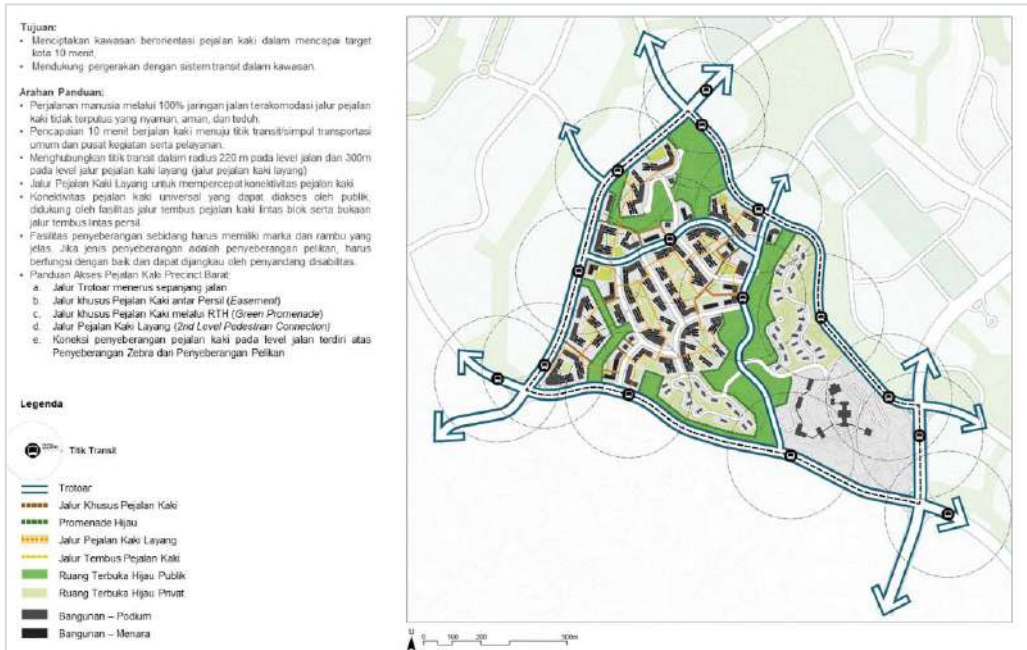 Tujuan:
• Menciptakan kawasan berorientasi pejalan kaki dalam mencapai target
kota 10 menit,
• Mendukung pergerakan dengan sistem transit dalam kawasan.
Arahan Panduan:
• Perjalanan manusia melalui 100% jaringan jalan terakomodasi jalur pejalan
kaki tidak terputus yang nyaman, aman, dan teduh.
• Pencapaian 10 menit berjalan kaki menuju titik transit/simpul transportasi
umum dan pusat kegiatan serta pelayanan.
• Menghubungkan titik transit dalam radius 220 m pada level jalan dan 300m
pada level jalur pejalan kaki layang (jalur pejalan kaki layang)
• Jalur Pejalan Kaki Layang untuk mempercepat konektivitas pejalan kaki
• Konektivitas pejalan kaki universal yang dapat diakses oleh publik,
didukung oleh fasilitas jalur tembus pejalan kaki lintas blok serta bukaan
jalur tembus lintas persil.
• Fasilitas penyeberangan sebidang harus memiliki marka dan rambu yang
jelas. Jika jenis penyeberangan adalah penyeberangan pelikan, harus
berfungsi dengan baik dan dapat dijangkau oleh penyandang disabilitas.
• Panduan Akses Pejalan Kaki Precinct Barat:
a. Jalur Trotoar menerus sepanjang jalan
b. Jalur khusus Pejalan Kaki antar Persil (Easement)
c. Jalur khusus Pejalan Kaki melalui RTH (Green Promenade)
d. Jalur Pejalan Kaki Layang (2nd Level Pedestrian Connection)
e. Koneksi penyeberangan pejalan kaki pada level jalan terdiri atas
Penyeberangan Zebra dan Penyeberangan Pelikan
Legenda
Titik Transit
Trotoar
Jalur Khusus Pejalan Kaki
Promenade Hijau
Jalur Pejalan Kaki Layang
Jalur Tembus Pejalan Kaki
Ruang Terbuka Hijau Publik
Ruang Terbuka Hijau Privat
Bangunan – Podium
Bangunan – Menara
U
0 100 200 300m